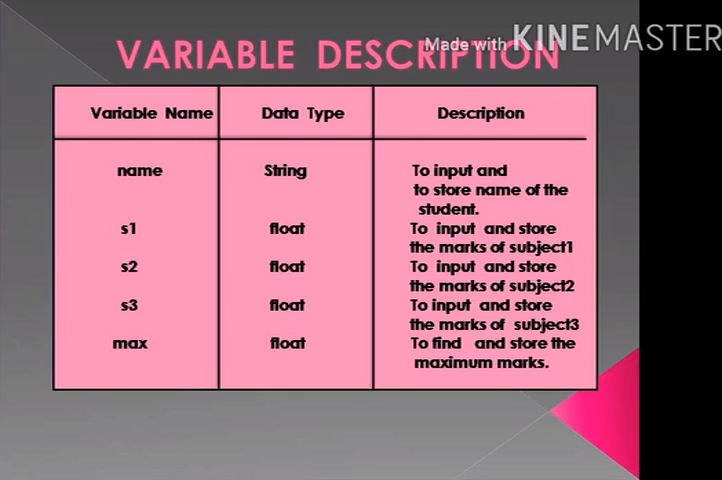 Made with KINEMASTER
VARIABLE DESCRIPTION
Variable Name Data Type Description
name String To input and
to store name of the
student.
s1 float To input and store
the marks of subject1
s2 float To input and store
the marks of subject2
s3 float To input and store
the marks of subject3
max float To find and store the
maximum marks.